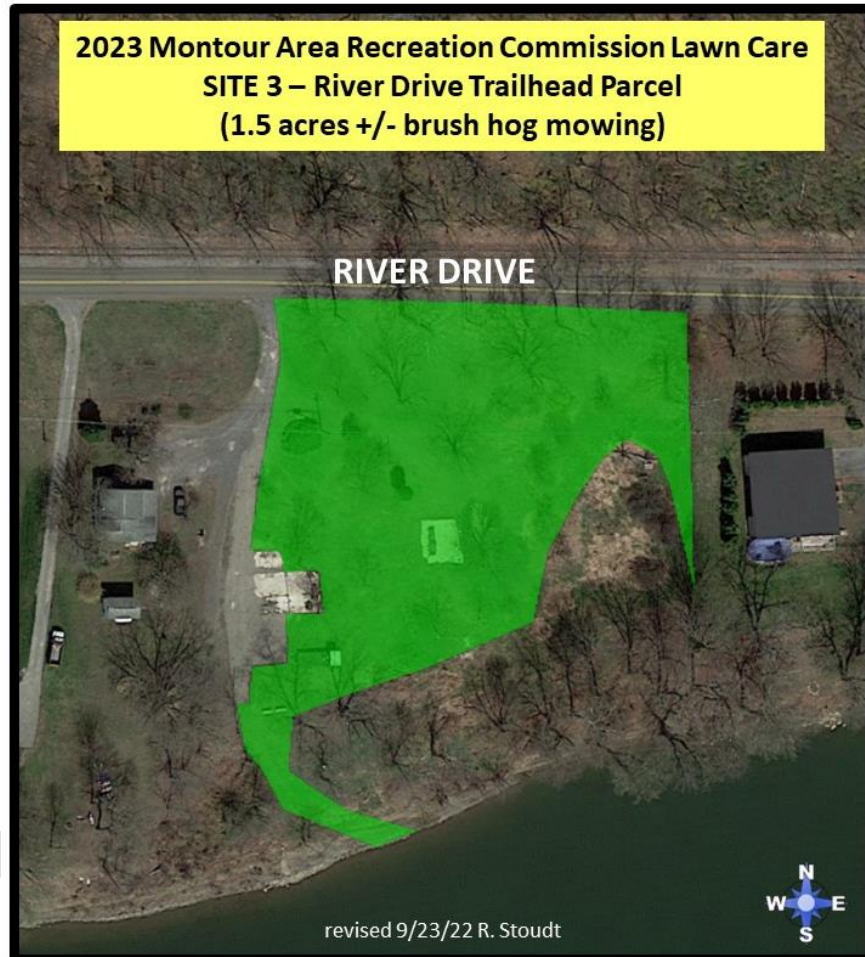 2023 Montour Area Recreation Commission Lawn Care
SITE 3 – River Drive Trailhead Parcel
(1.5 acres +/- brush hog mowing)
RIVER DRIVE
N
W E
S
revised 9/23/22 R. Stoudt